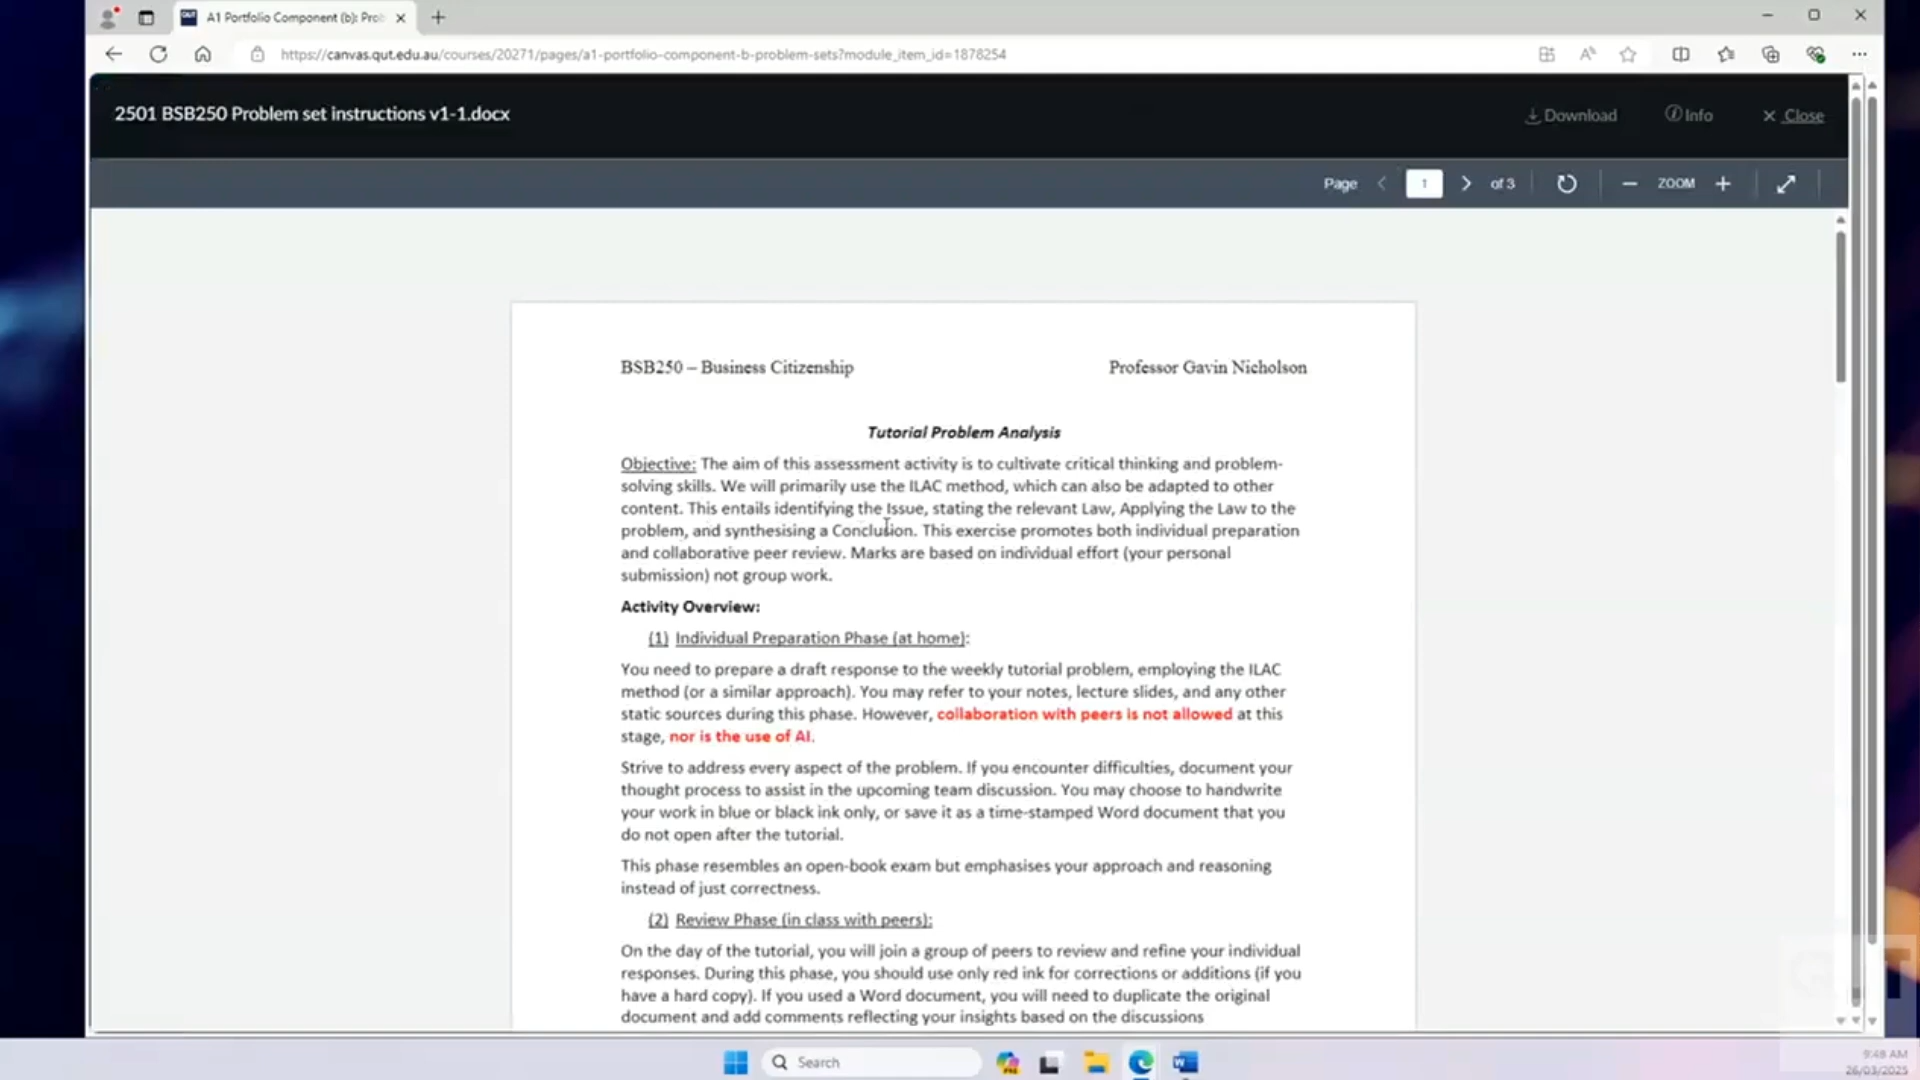 A1 Portfolio Component (b): Prob
https://canvas.qut.edu.au/courses/20271/pages/a1-portfolio-component-b-problem-sets?module_item_id=1878254
2501 BSB250 Problem set instructions v1-1.docx
Download Info Close
Page 1 of 3 ZOOM
BSB250 – Business Citizenship Professor Gavin Nicholson
Tutorial Problem Analysis
Objective: The aim of this assessment activity is to cultivate critical thinking and problem-
solving skills. We will primarily use the ILAC method, which can also be adapted to other
content. This entails identifying the Issue, stating the relevant Law, Applying the Law to the
problem, and synthesising a Conclusion. This exercise promotes both individual preparation
and collaborative peer review. Marks are based on individual effort (your personal
submission) not group work.
Activity Overview:
(1) Individual Preparation Phase (at home):
You need to prepare a draft response to the weekly tutorial problem, employing the ILAC
method (or a similar approach). You may refer to your notes, lecture slides, and any other
static sources during this phase. However, collaboration with peers is not allowed at this
stage, nor is the use of AI.
Strive to address every aspect of the problem. If you encounter difficulties, document your
thought process to assist in the upcoming team discussion. You may choose to handwrite
your work in blue or black ink only, or save it as a time-stamped Word document that you
do not open after the tutorial.
This phase resembles an open-book exam but emphasises your approach and reasoning
instead of just correctness.
(2) Review Phase (in class with peers):
On the day of the tutorial, you will join a group of peers to review and refine your individual
responses. During this phase, you should use only red ink for corrections or additions (if you
have a hard copy). If you used a Word document, you will need to duplicate the original
document and add comments reflecting your insights based on the discussions
Search
9:48 AM
26/03/2025